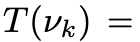 T(ν_k) =